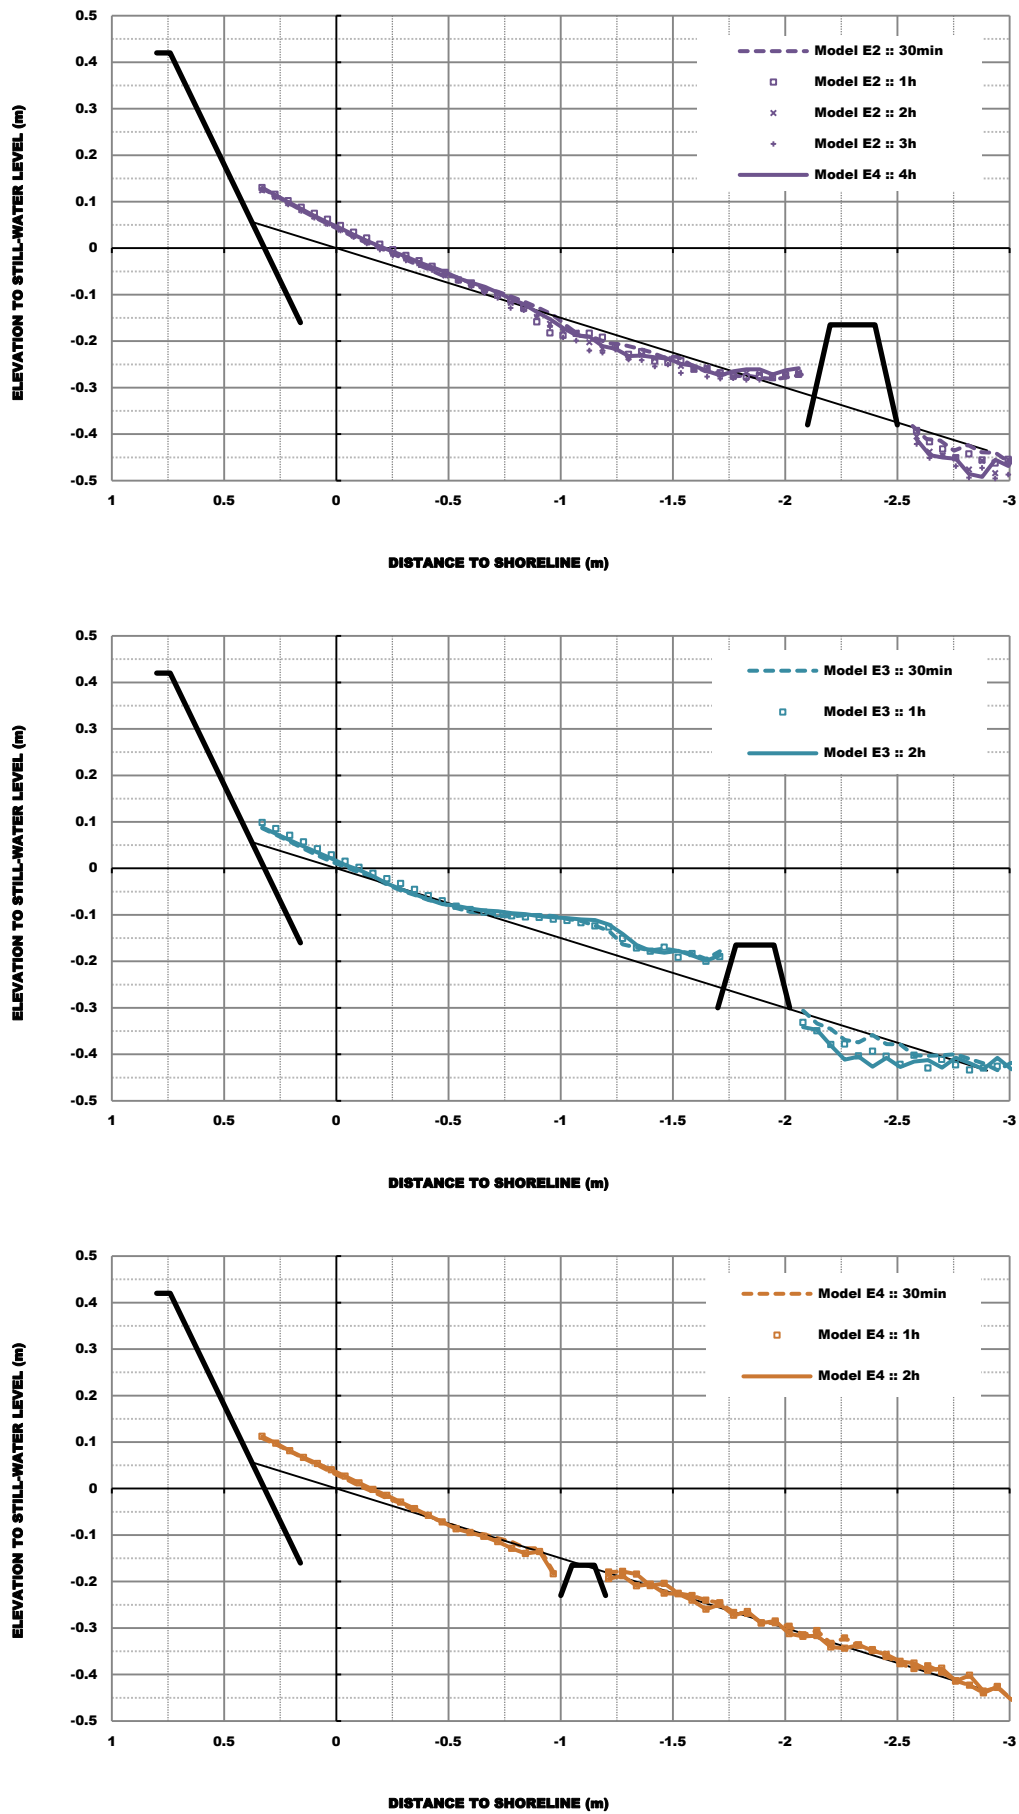 0.5
Model E2 :: 30min
0.4
Model E2 :: 1h
0.3
Model E2 :: 2h
Model E2 :: 3h
0.2
Model E4 :: 4h
0.1
0
-0.1
-0.2
-0.3
-0.4
-0.5
1 0.5 0 -0.5 -1 -1.5 -2 -2.5 -3
ELEVATION TO STILL-WATER LEVEL (m)
DISTANCE TO SHORELINE (m)
0.5
Model E3 :: 30min
0.4
Model E3 :: 1h
0.3
Model E3 :: 2h
0.2
0.1
0
-0.1
-0.2
-0.3
-0.4
-0.5
1 0.5 0 -0.5 -1 -1.5 -2 -2.5 -3
ELEVATION TO STILL-WATER LEVEL (m)
DISTANCE TO SHORELINE (m)
0.5
Model E4 :: 30min
0.4
Model E4 :: 1h
0.3
Model E4 :: 2h
0.2
0.1
0
-0.1
-0.2
-0.3
-0.4
-0.5
1 0.5 0 -0.5 -1 -1.5 -2 -2.5 -3
ELEVATION TO STILL-WATER LEVEL (m)
DISTANCE TO SHORELINE (m)